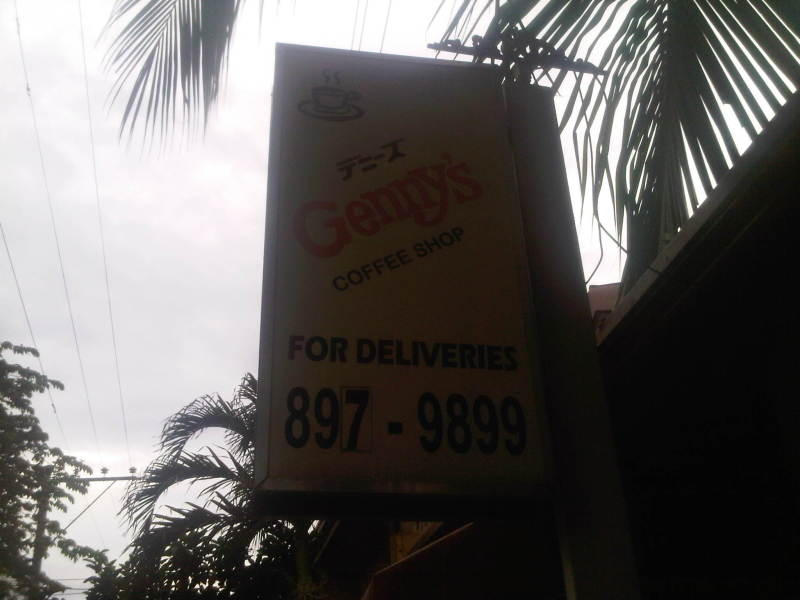 デニーズ
Genny's
COFFEE SHOP
FOR DELIVERIES
897-9899